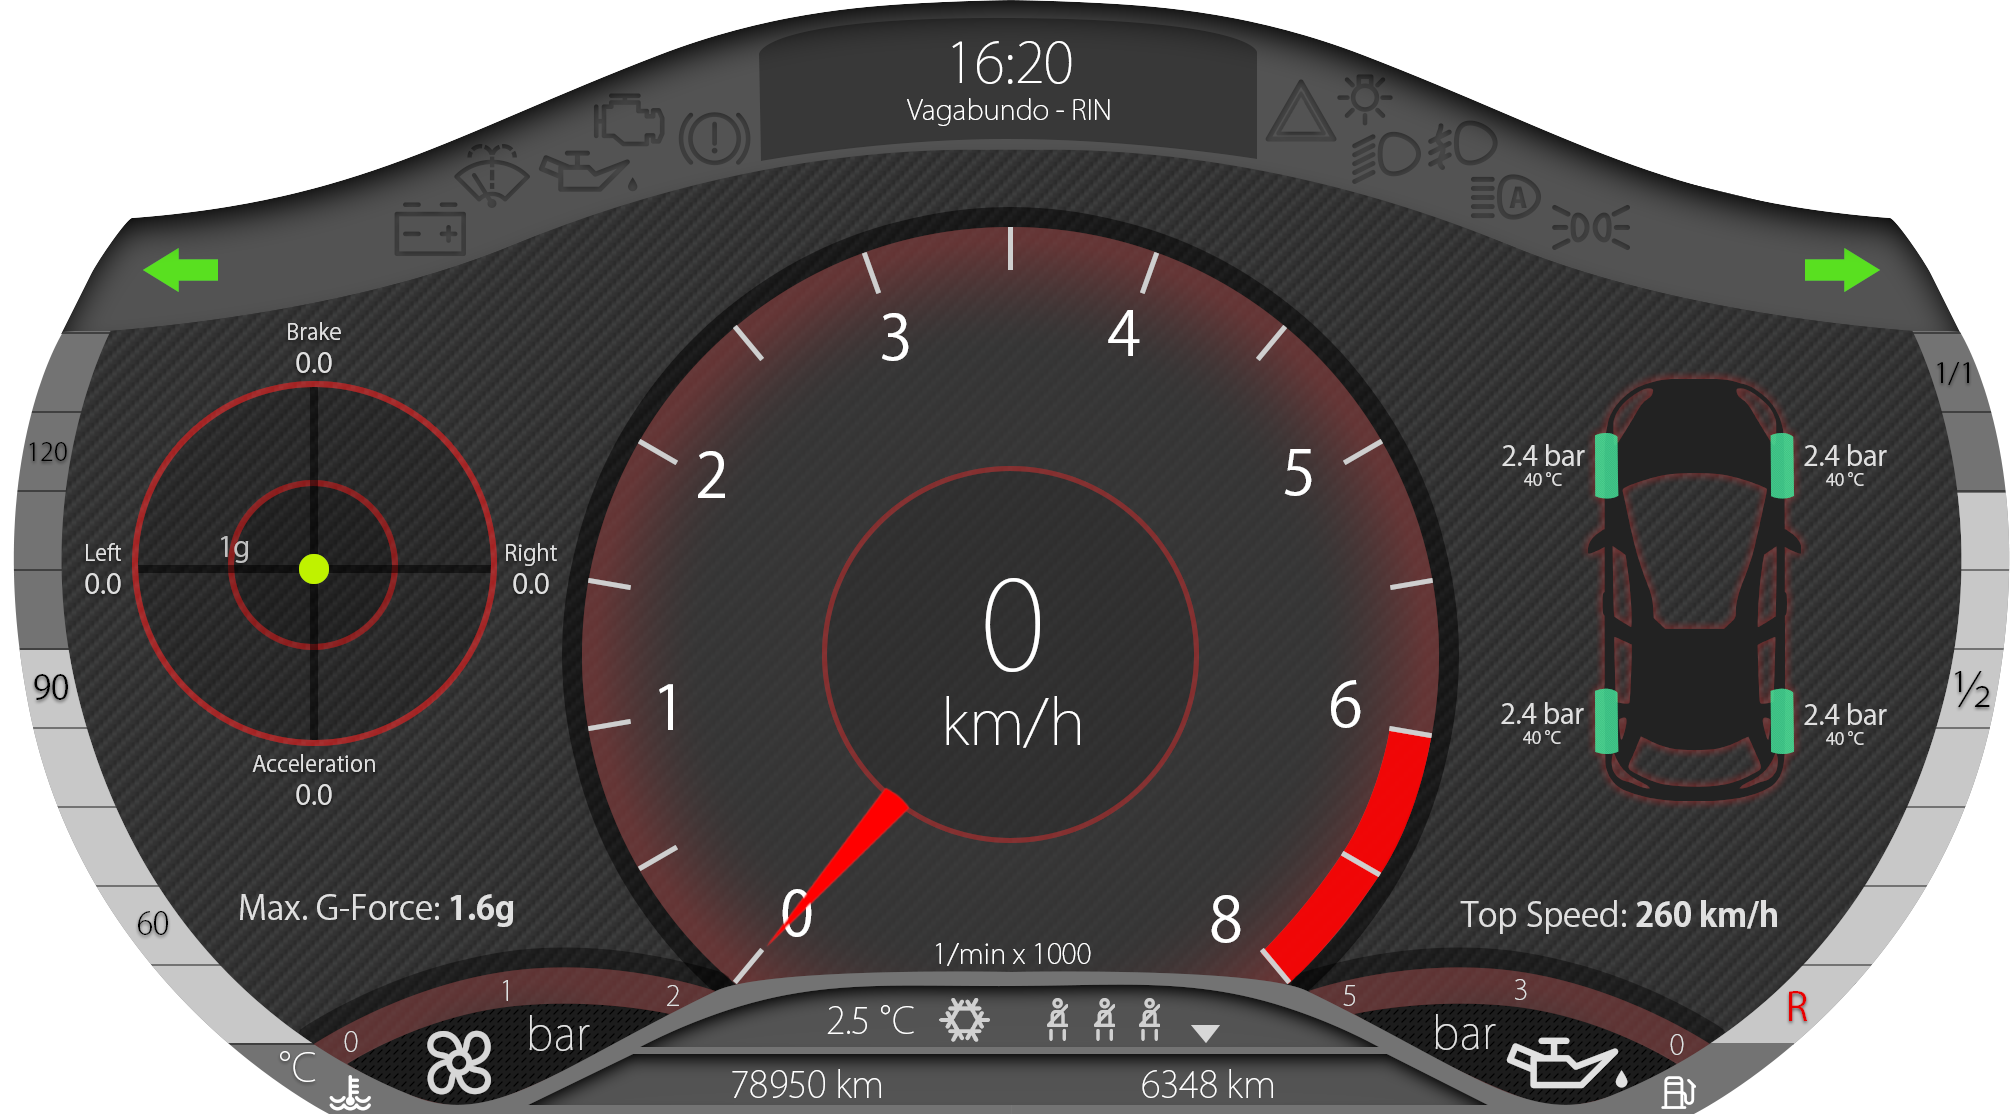 16:20
Vagabundo - RIN
A
Brake
0.0
Left
0.0
1g
Right
0.0
Acceleration
0.0
Max. G-Force: 1.6g
120
90
60
°C
0
1
2
bar
0
1
2
3
4
5
6
8
0
km/h
1/min x 1000
2.5 °C
78950 km
6348 km
2.4 bar
40 °C
2.4 bar
40 °C
2.4 bar
40 °C
2.4 bar
40 °C
Top Speed: 260 km/h
1/1
1/2
R
5
3
0
bar